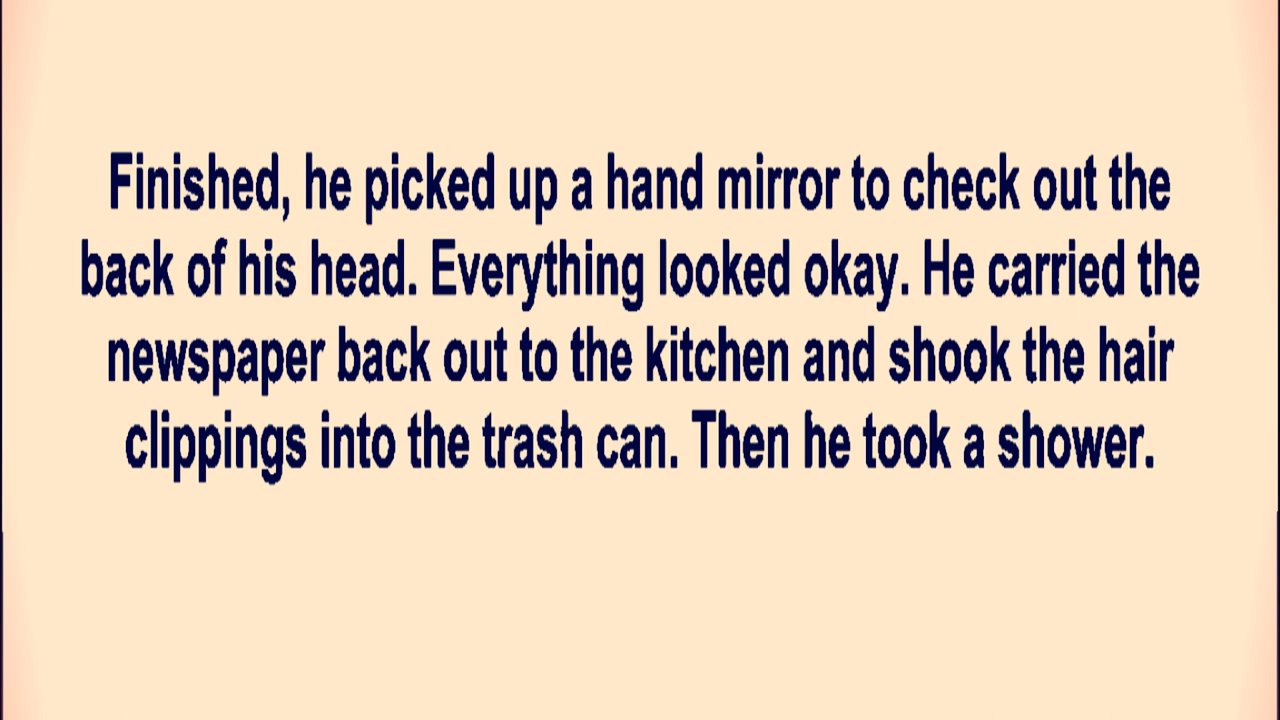 Finished, he picked up a hand mirror to check out the
back of his head. Everything looked okay. He carried the
newspaper back out to the kitchen and shook the hair
clippings into the trash can. Then he took a shower.